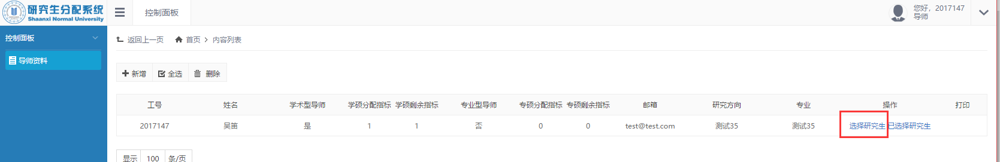 研究生分配系统
Shaanxi Normal University
控制面板
您好，2017147
导师
控制面板
导师资料
返回上一页 首页 内容列表
新增 全选 删除
工号 姓名 学术型导师 学硕分配指标 学硕剩余指标 专业型导师 专硕分配指标 专硕剩余指标 邮箱 研究方向 专业 操作 打印
2017147 吴笛 是 1 1 否 0 0 test@test.com 测试35 测试35 选择研究生 已选择研究生
显示 100 条/页